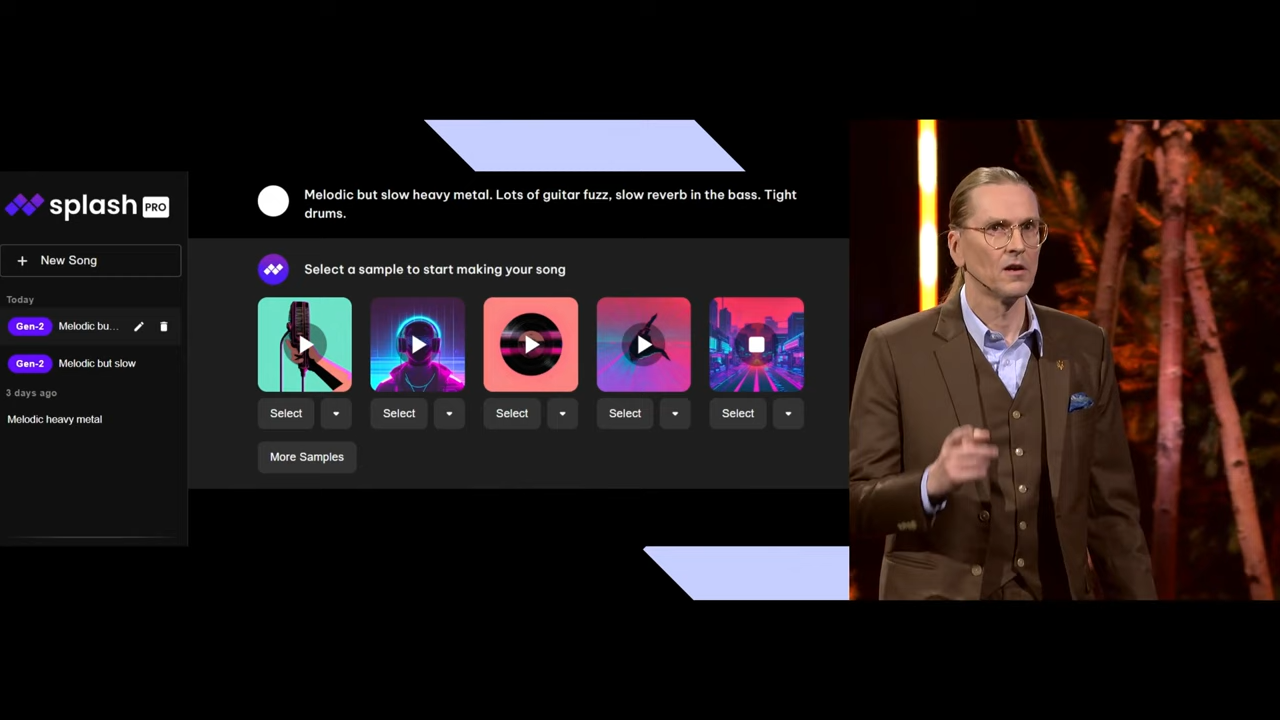 splash PRO
+ New Song
Today
Gen-2 Melodic bu...
Gen-2 Melodic but slow
3 days ago
Melodic heavy metal
Melodic but slow heavy metal. Lots of guitar fuzz, slow reverb in the bass. Tight
drums.
Select a sample to start making your song
Select Select Select Select Select
More Samples